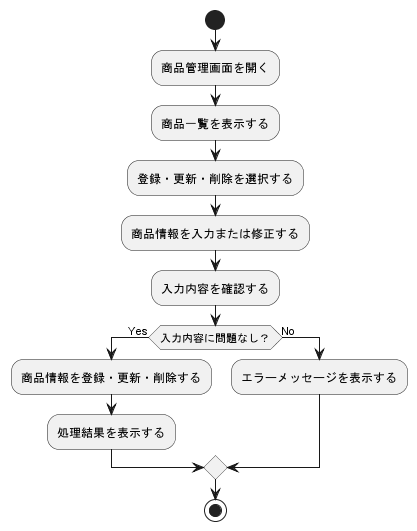 商品管理画面を開く
商品一覧を表示する
登録・更新・削除を選択する
商品情報を入力または修正する
入力内容を確認する
入力内容に問題なし？
Yes
No
商品情報を登録・更新・削除する
エラーメッセージを表示する
処理結果を表示する